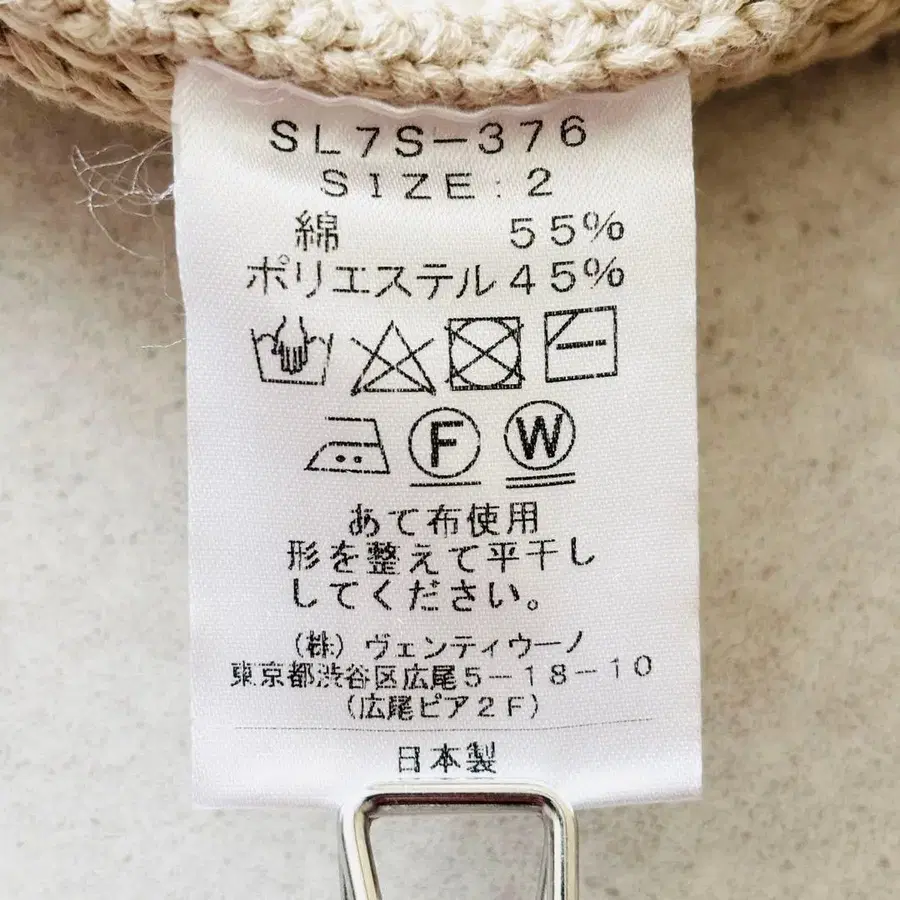 SL7S-376
SIZE:2
綿 55%
ポリエステル 45%
F W
あて布使用
形を整えて平干し
してください。
(株)ヴェンティウーノ
東京都渋谷区広尾5-18-10
(広尾ピア2F)
日本製